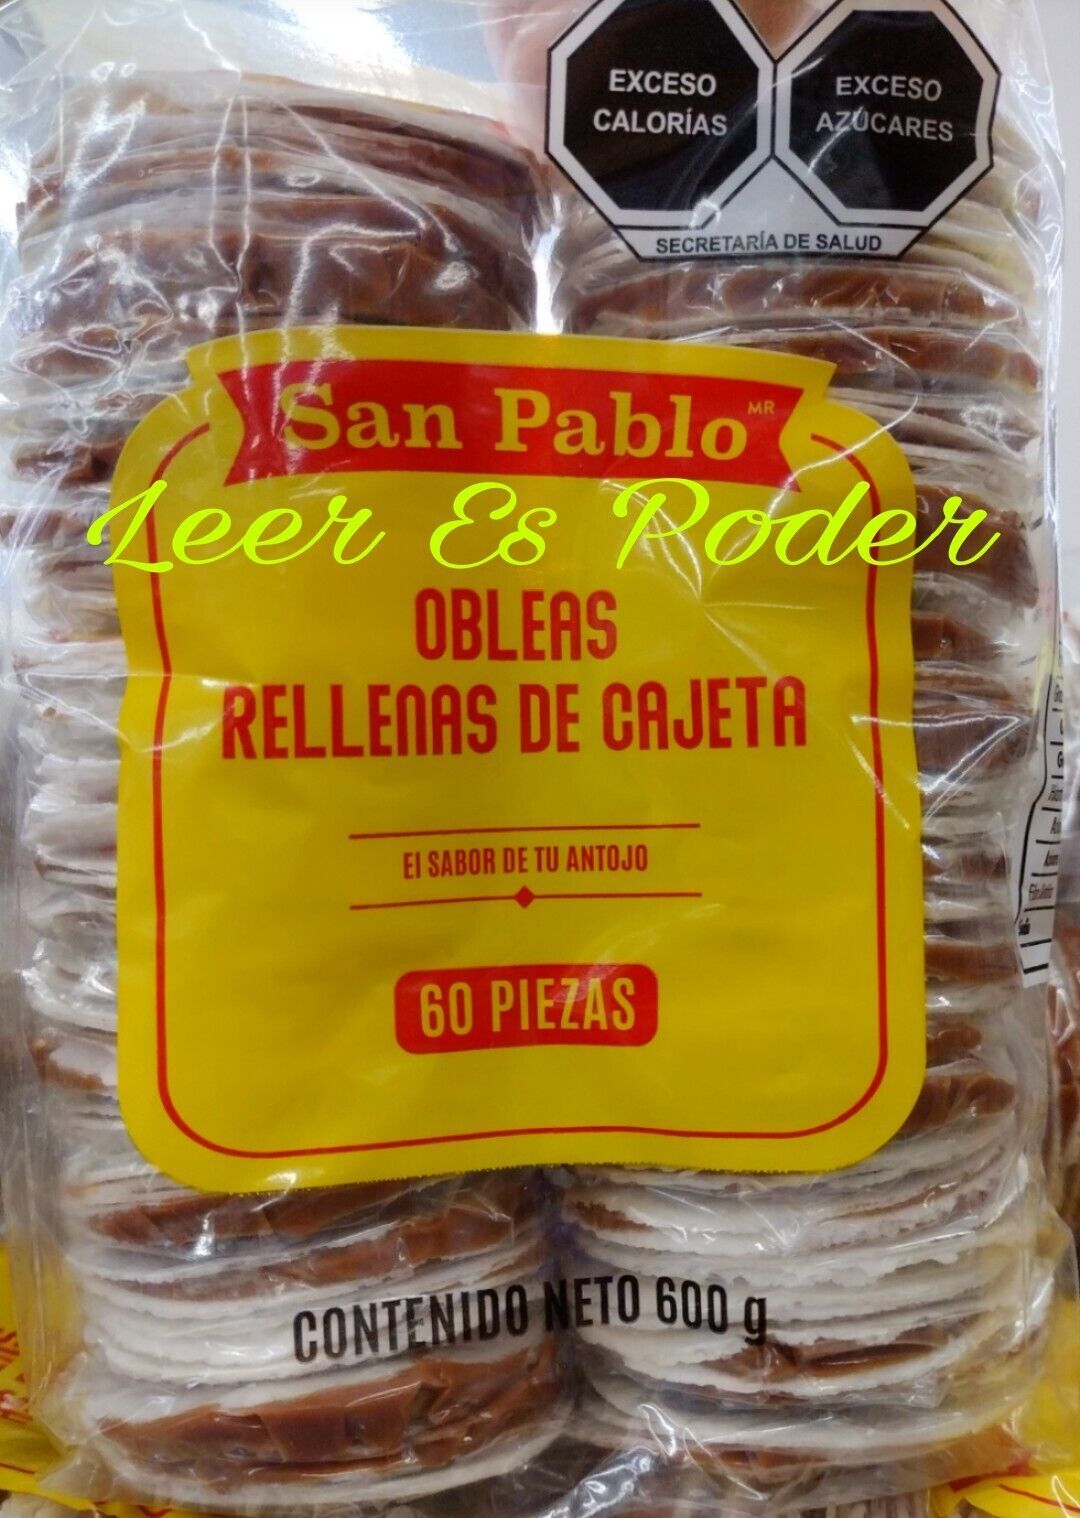 EXCESO
CALORÍAS
EXCESO
AZÚCARES
SECRETARÍA DE SALUD
San Pablo MR
Leer Es Poder
OBLEAS
RELLENAS DE CAJETA
El SABOR DE TU ANTOJO
60 PIEZAS
CONTENIDO NETO 600 g